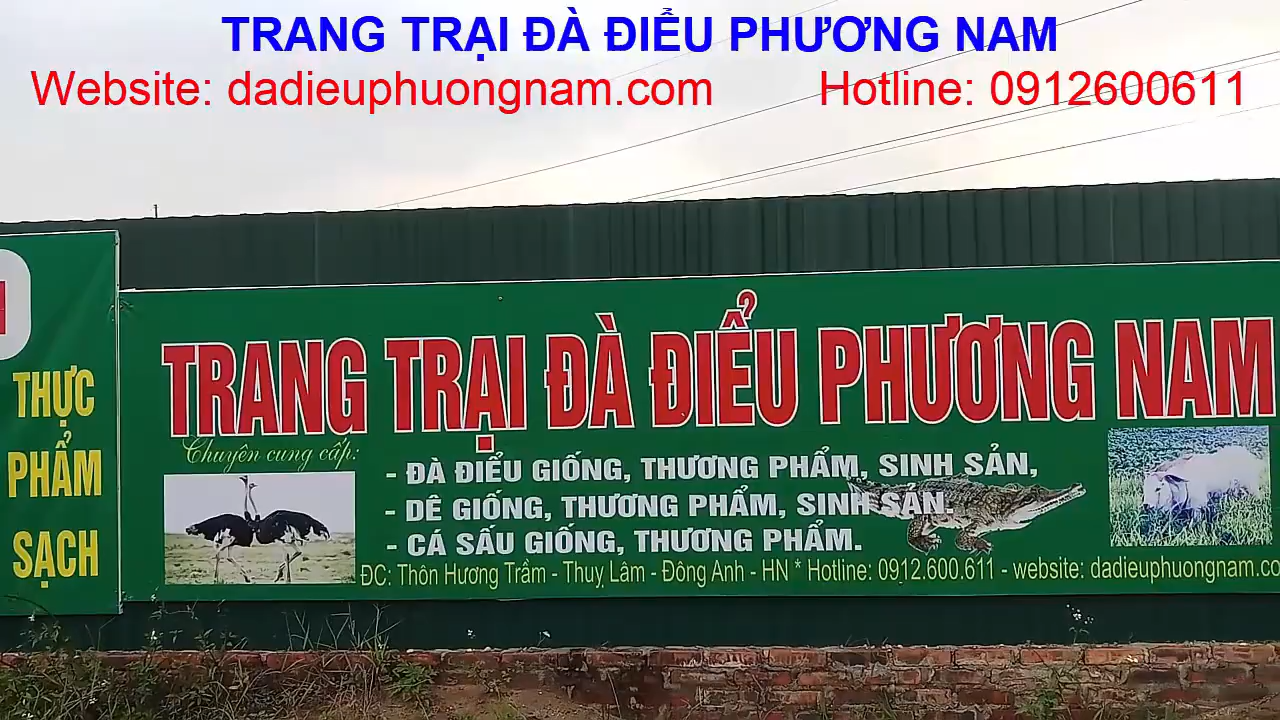 TRANG TRẠI ĐÀ ĐIỂU PHƯƠNG NAM
Website: dadieuphuongnam.com Hotline: 0912600611
THỰC
PHẨM
SẠCH
TRANG TRẠI ĐÀ ĐIỂU PHƯƠNG NAM
Chuyên cung cấp:
- ĐÀ ĐIỂU GIỐNG, THƯƠNG PHẨM, SINH SẢN,
- DÊ GIỐNG, THƯƠNG PHẨM, SINH SẢN.
- CÁ SẤU GIỐNG, THƯƠNG PHẨM.
ĐC: Thôn Hương Trầm - Thuỵ Lâm - Đông Anh - HN * Hotline: 0912.600.611 - website: dadieuphuongnam.co